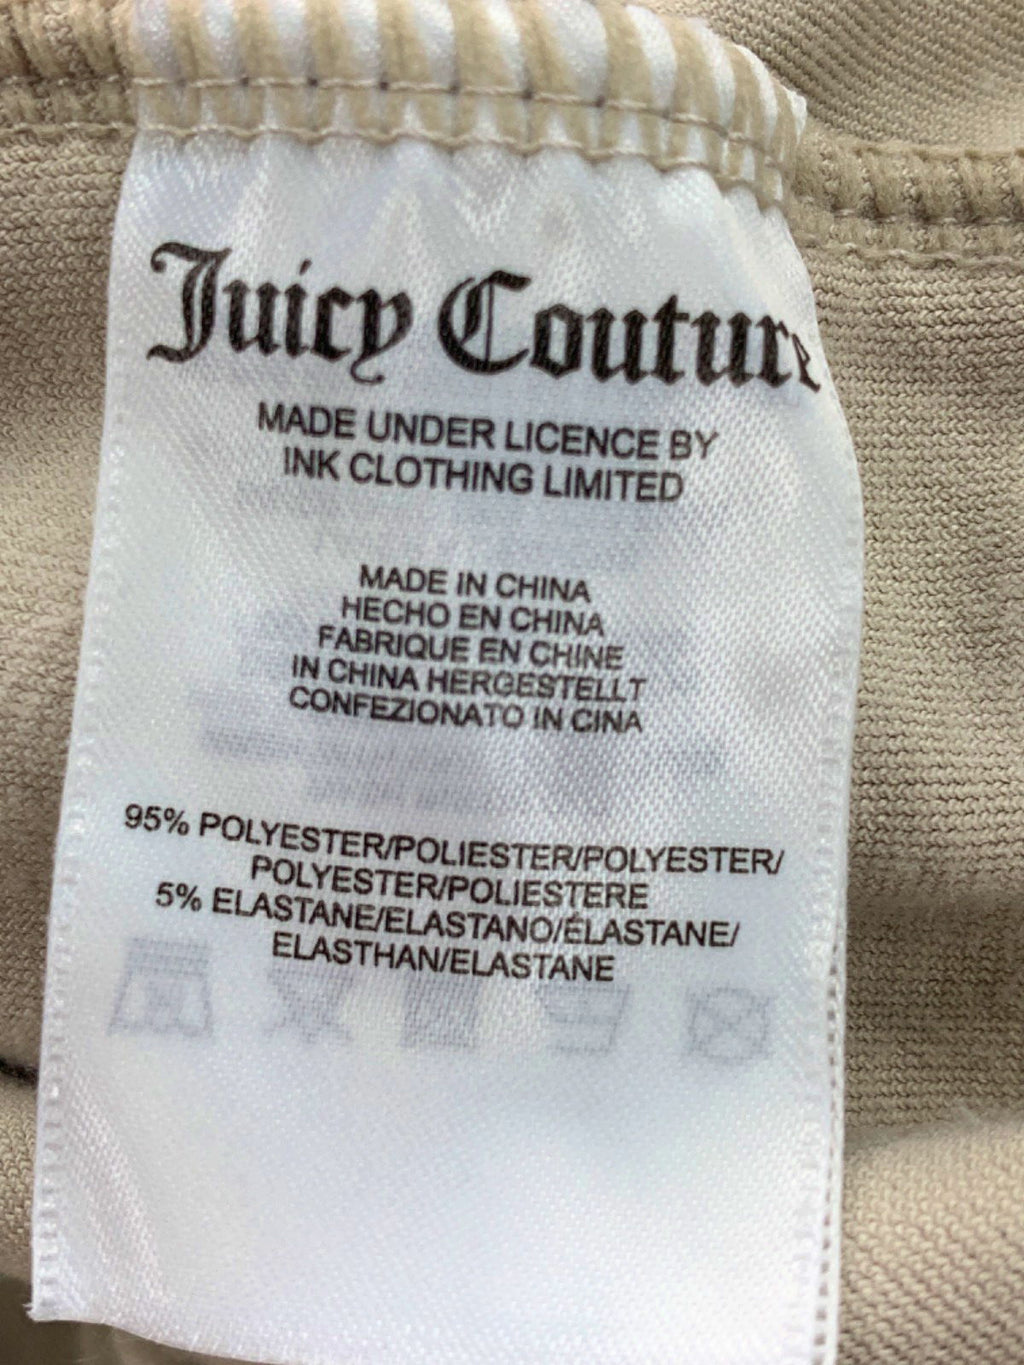 Juicy Couture
MADE UNDER LICENCE BY
INK CLOTHING LIMITED
MADE IN CHINA
HECHO EN CHINA
FABRIQUE EN CHINE
IN CHINA HERGESTELLT
CONFEZIONATO IN CINA
95% POLYESTER/POLIESTER/POLYESTER/
POLYESTER/POLIESTERE
5% ELASTANE/ELASTANO/ÉLASTANE/
ELASTHAN/ELASTANE